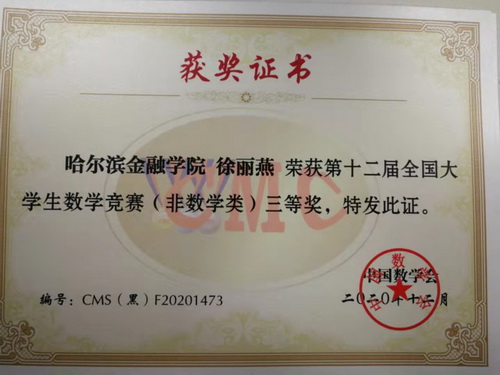 获奖证书
哈尔滨金融学院 徐丽燕 荣获第十二届全国大
学生数学竞赛（非数学类）三等奖，特发此证。
CMC
中国数学会
编号：CMS（黑）F20201473
二〇二〇年十二月